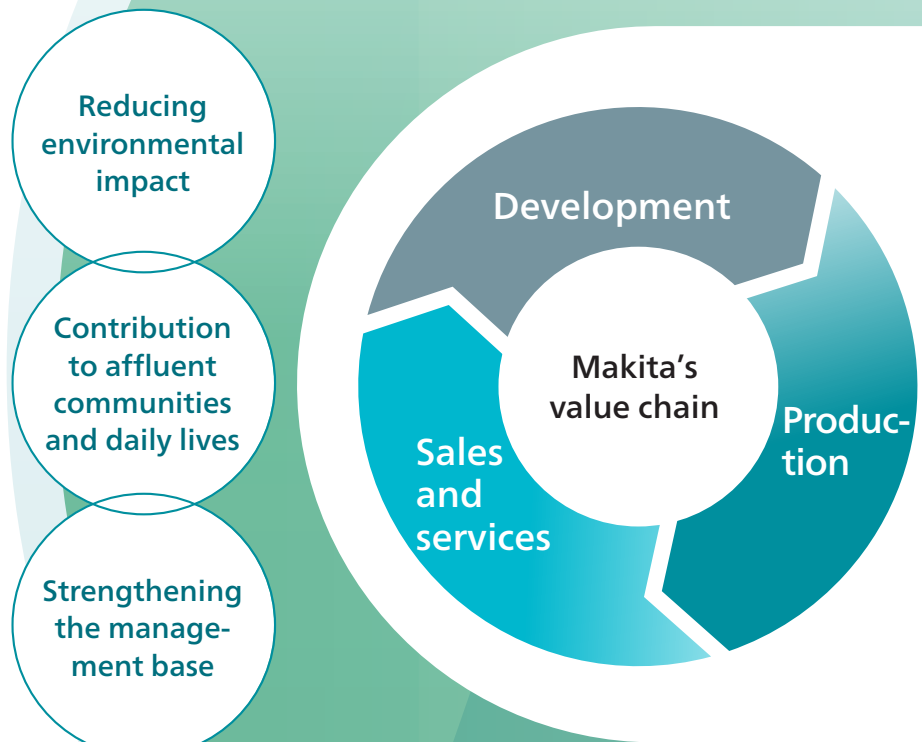 Reducing
environmental
impact
Contribution
to affluent
communities
and daily lives
Strengthening
the manage-
ment base
Development
Makita’s
value chain
Produc-
tion
Sales
and
services